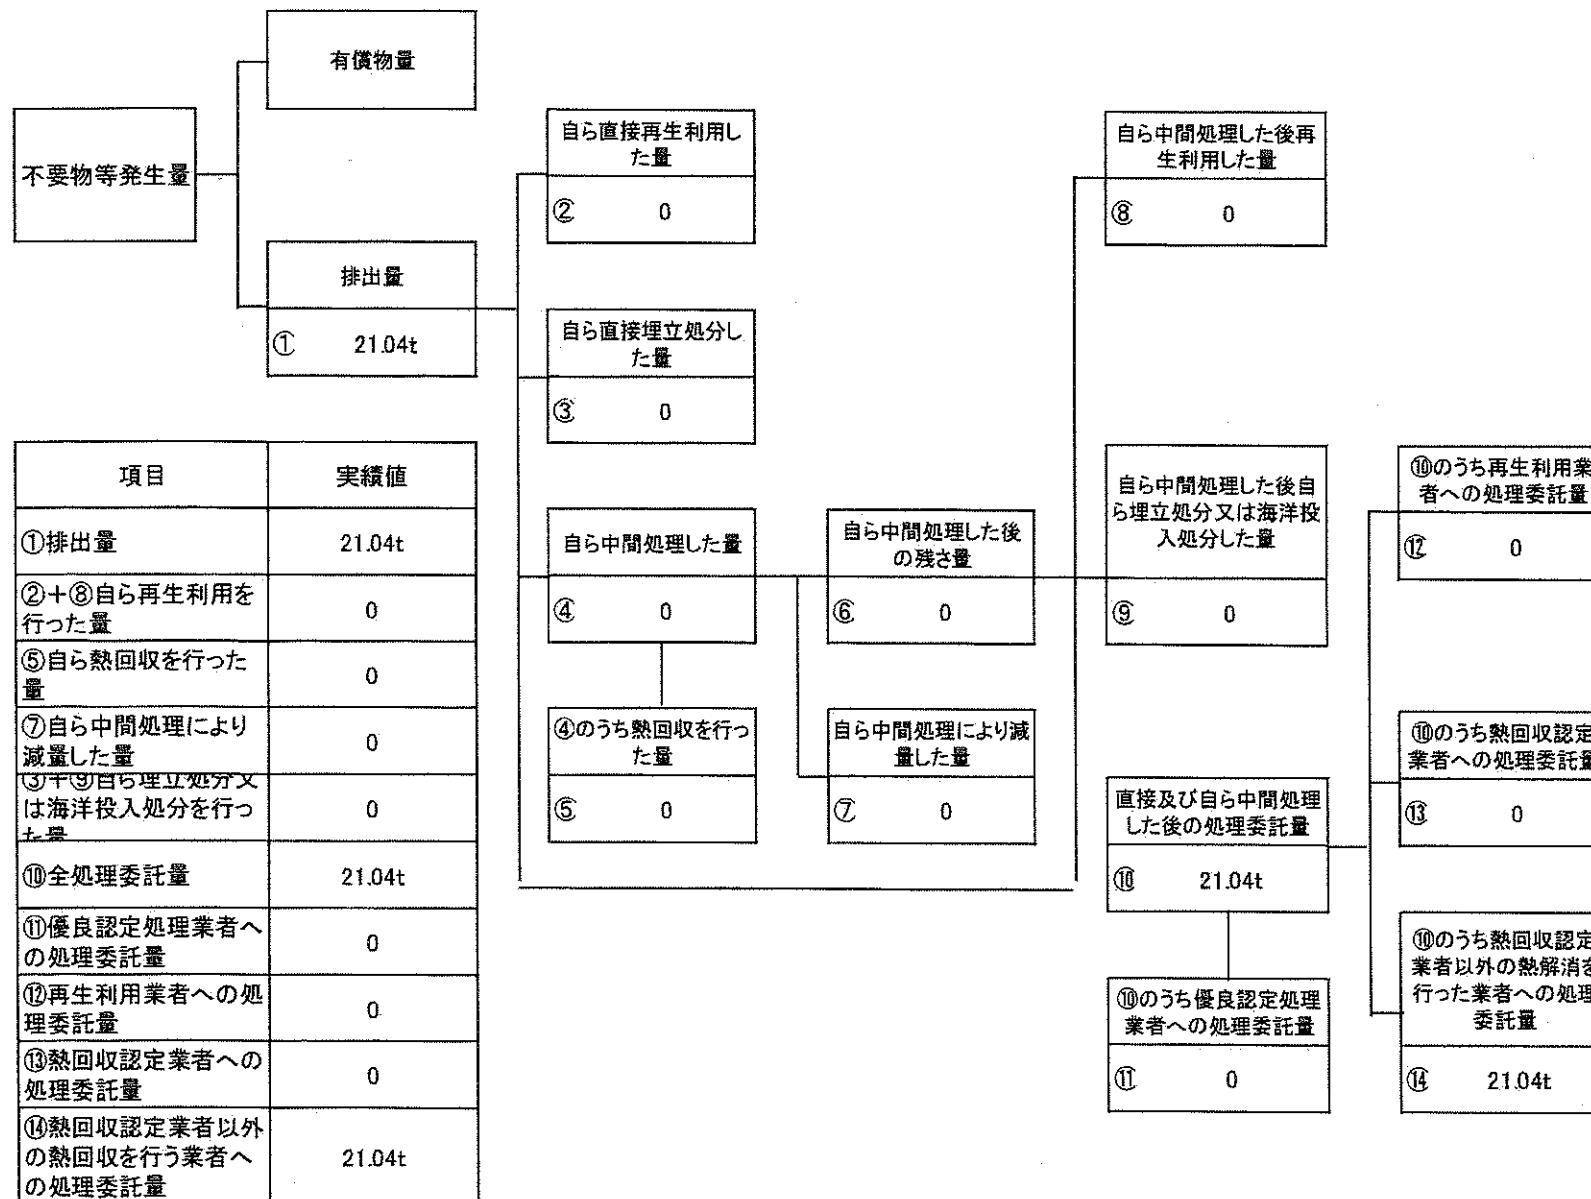 有償物量
不要物等発生量
排出量
① 21.04t
自ら直接再生利用し
た量
② 0
自ら直接埋立処分し
た量
③ 0
自ら中間処理した量
④ 0
④のうち熱回収を行っ
た量
⑤ 0
自ら中間処理した後
の残さ量
⑥ 0
自ら中間処理により減
量した量
⑦ 0
自ら中間処理した後再
生利用した量
⑧ 0
自ら中間処理した後自
ら埋立処分又は海洋投
入処分した量
⑨ 0
直接及び自ら中間処理
した後の処理委託量
⑩ 21.04t
⑩のうち優良認定処理
業者への処理委託量
⑪ 0
⑩のうち再生利用業
者への処理委託量
⑫ 0
⑩のうち熱回収認定
業者への処理委託量
⑬ 0
⑩のうち熱回収認定
業者以外の熱解消を
行った業者への処理
委託量
⑭ 21.04t
項目 実績値
①排出量 21.04t
②+⑧自ら再生利用を
行った量 0
⑤自ら熱回収を行った
量 0
⑦自ら中間処理により
減量した量 0
③+⑨自ら埋立処分又
は海洋投入処分を行っ
た量 0
⑩全処理委託量 21.04t
⑪優良認定処理業者へ
の処理委託量 0
⑫再生利用業者への処
理委託量 0
⑬熱回収認定業者への
処理委託量 0
⑭熱回収認定業者以外
の熱回収を行う業者へ
の処理委託量 21.04t